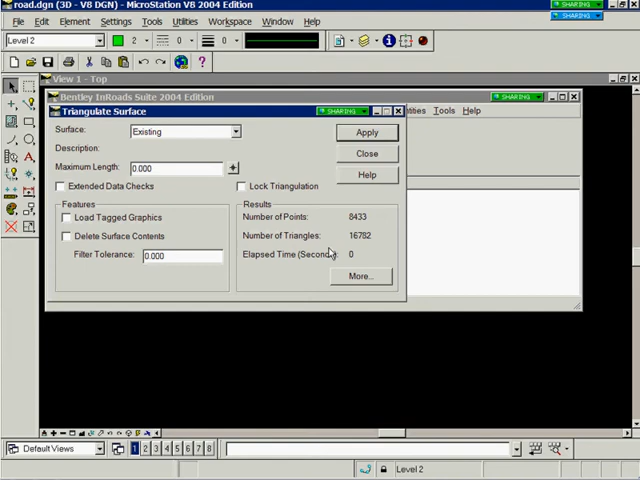 road.dgn (3D - V8 DGN) - MicroStation V8 2004 Edition
SHARING
File Edit Element Settings Tools Utilities Workspace Window Help
SHARING
Level 2 2 0 0
View 1 - Top
Bentley InRoads Suite 2004 Edition
SHARING
Triangulate Surface
SHARING
Tools Help
Surface: Existing
Apply
Description:
Close
Maximum Length: 0.000
Help
Extended Data Checks
Lock Triangulation
Features
Results
Load Tagged Graphics
Number of Points: 8433
Delete Surface Contents
Number of Triangles: 16782
Filter Tolerance: 0.000
Elapsed Time (Seconds): 0
More...
Default Views 1 2 3 4 5 6 7 8
Level 2